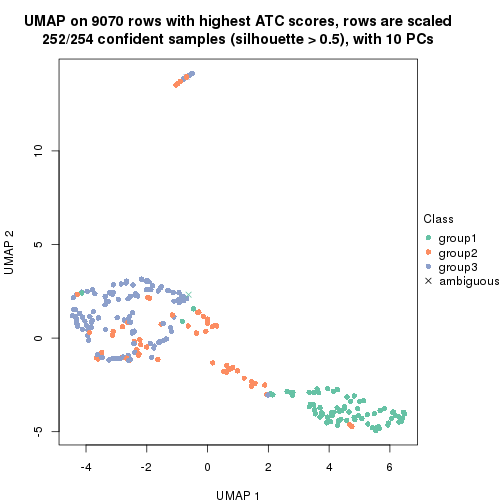 UMAP on 9070 rows with highest ATC scores, rows are scaled
252/254 confident samples (silhouette > 0.5), with 10 PCs
10
5
0
-5
UMAP 2
-4
-2
0
2
4
6
UMAP 1
Class
group1
group2
group3
ambiguous